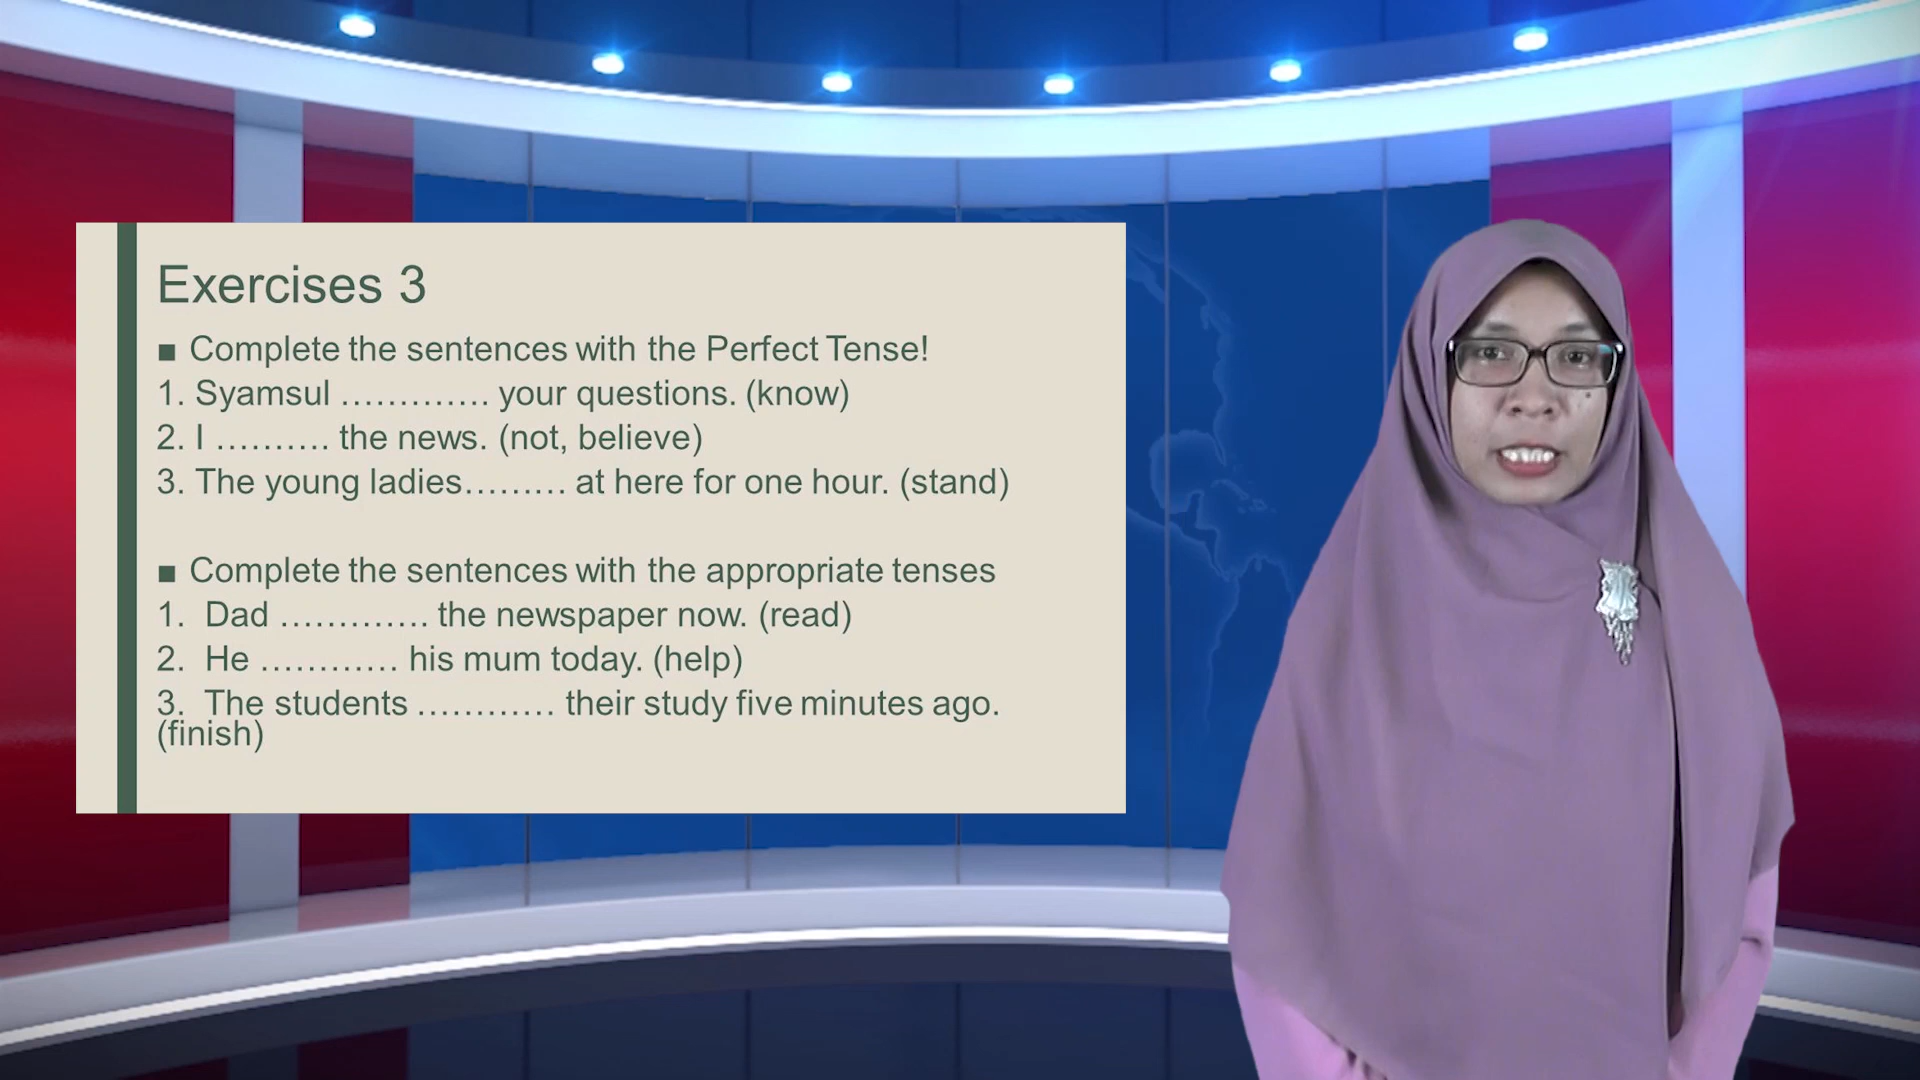 Exercises 3
■ Complete the sentences with the Perfect Tense!
1. Syamsul …………. your questions. (know)
2. I ………. the news. (not, believe)
3. The young ladies……… at here for one hour. (stand)
■ Complete the sentences with the appropriate tenses
1. Dad …………. the newspaper now. (read)
2. He ………… his mum today. (help)
3. The students ………… their study five minutes ago.
(finish)